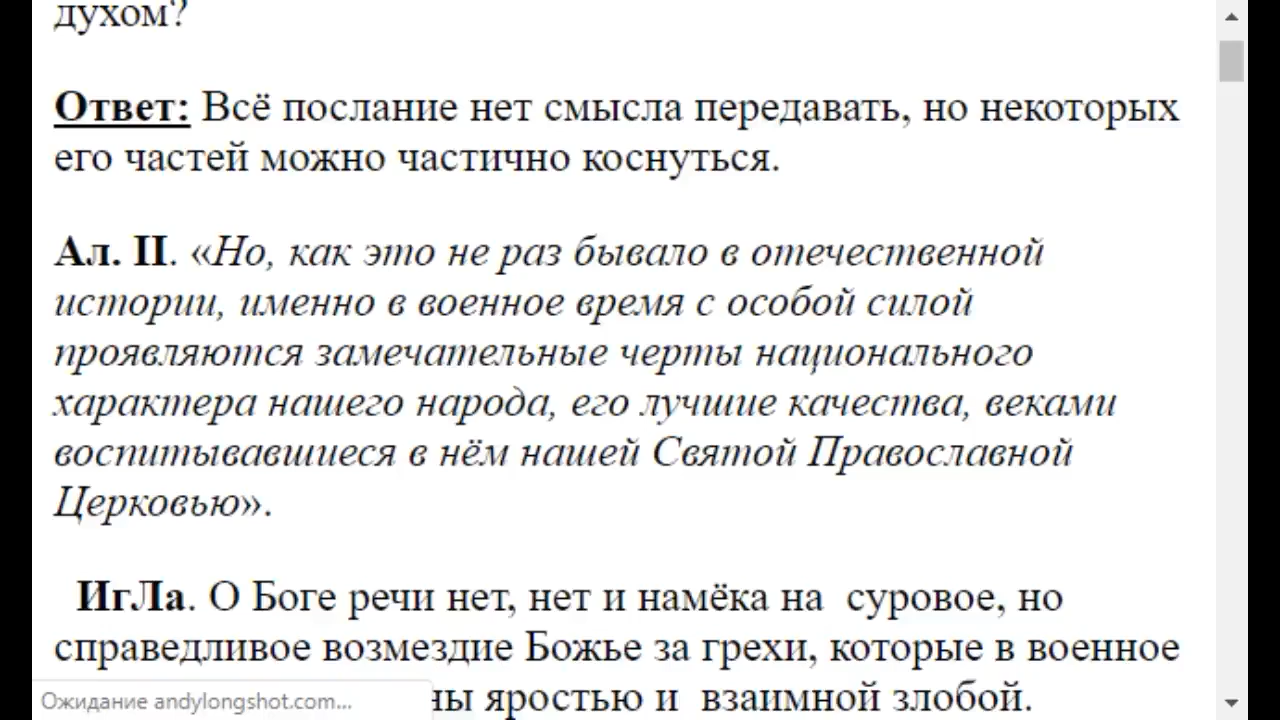 духом?
Ответ: Всё послание нет смысла передавать, но некоторых
его частей можно частично коснуться.
Ал. II. «Но, как это не раз бывало в отечественной
истории, именно в военное время с особой силой
проявляются замечательные черты национального
характера нашего народа, его лучшие качества, веками
воспитывавшиеся в нём нашей Святой Православной
Церковью».
ИгЛа. О Боге речи нет, нет и намёка на суровое, но
справедливое возмездие Божье за грехи, которые в военное
ны яростью и взаимной злобой.
Ожидание andylongshot.com...